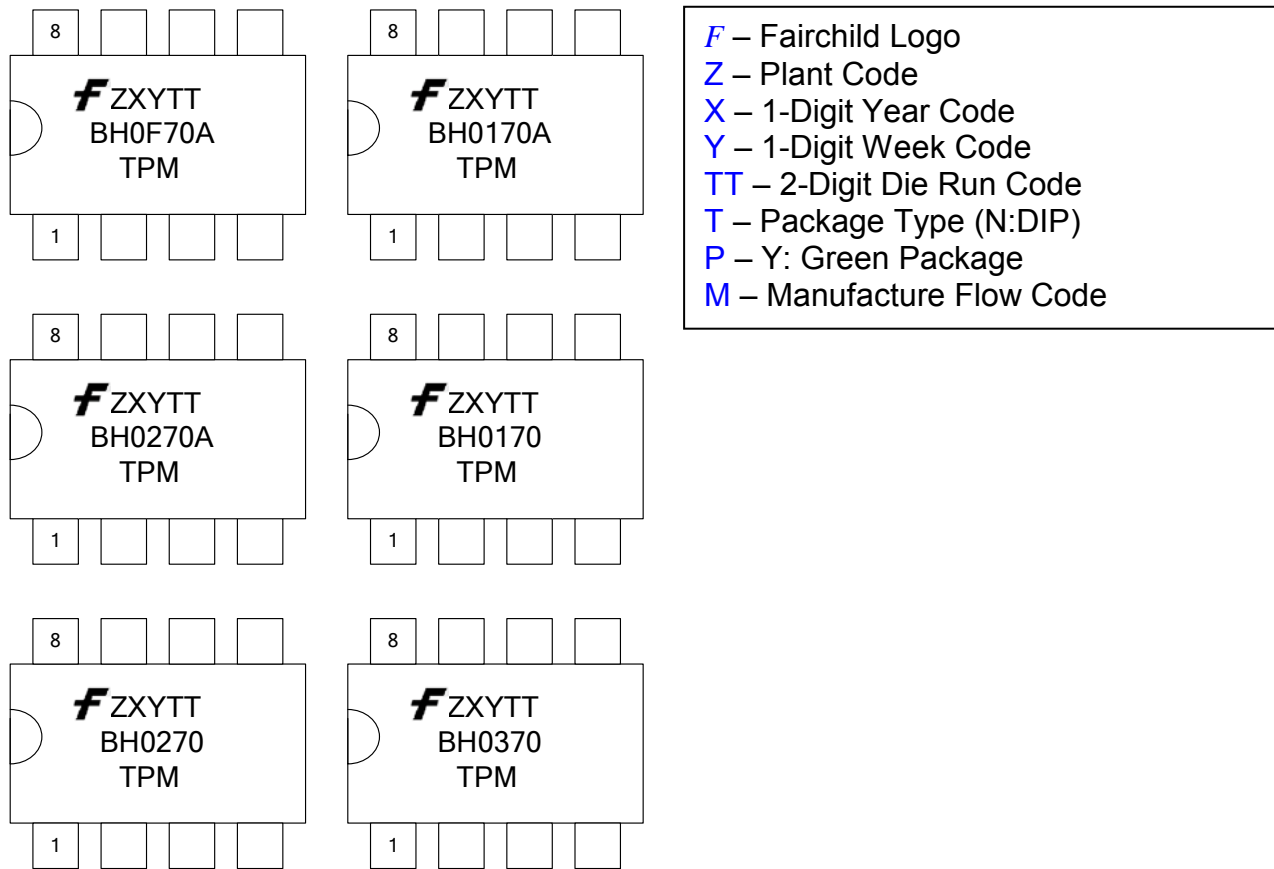 8
8
F ZXYTT
BH0F70A
TPM
F ZXYTT
BH0170A
TPM
1
1
8
8
F ZXYTT
BH0270A
TPM
F ZXYTT
BH0170
TPM
1
1
8
8
F ZXYTT
BH0270
TPM
F ZXYTT
BH0370
TPM
1
1
F – Fairchild Logo
Z – Plant Code
X – 1-Digit Year Code
Y – 1-Digit Week Code
TT – 2-Digit Die Run Code
T – Package Type (N:DIP)
P – Y: Green Package
M – Manufacture Flow Code